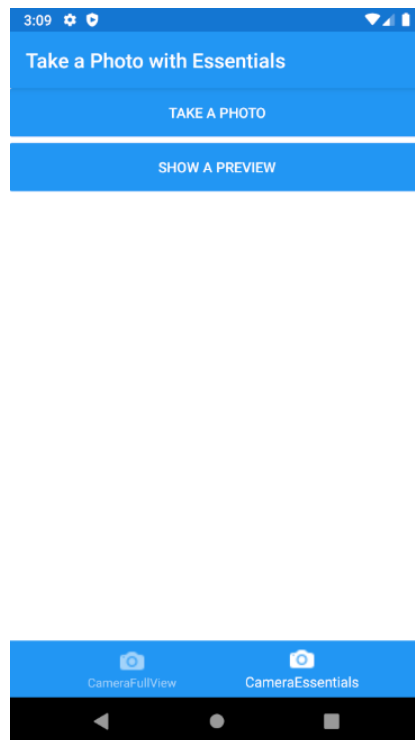 3:09
Take a Photo with Essentials
TAKE A PHOTO
SHOW A PREVIEW
CameraFullView
CameraEssentials